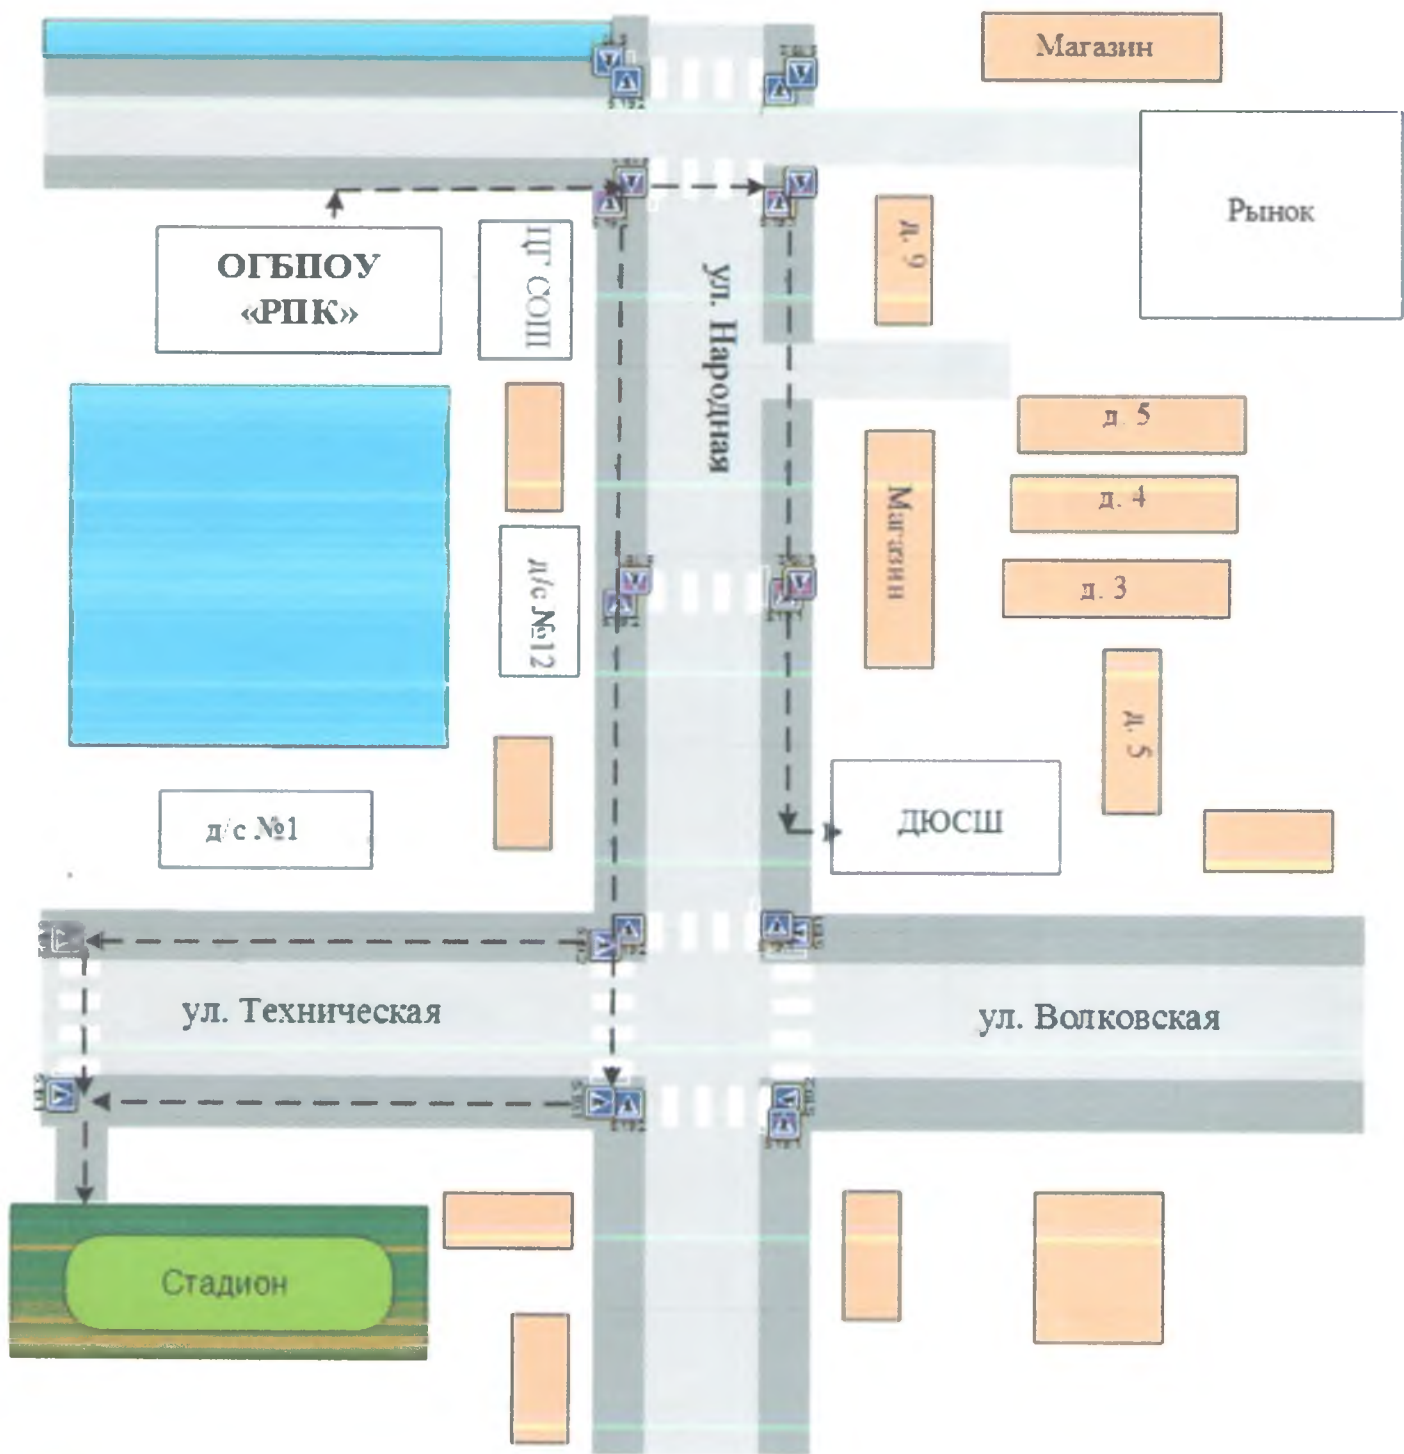 Магазин
Рынок
ОГБПОУ
«РПК»
ЦГ СОШ
ул. Народная
д. 9
д. 5
д. 4
Магазин
д/с №12
д. 3
д. 5
д/с №1
ДЮСШ
ул. Техническая
ул. Волковская
Стадион